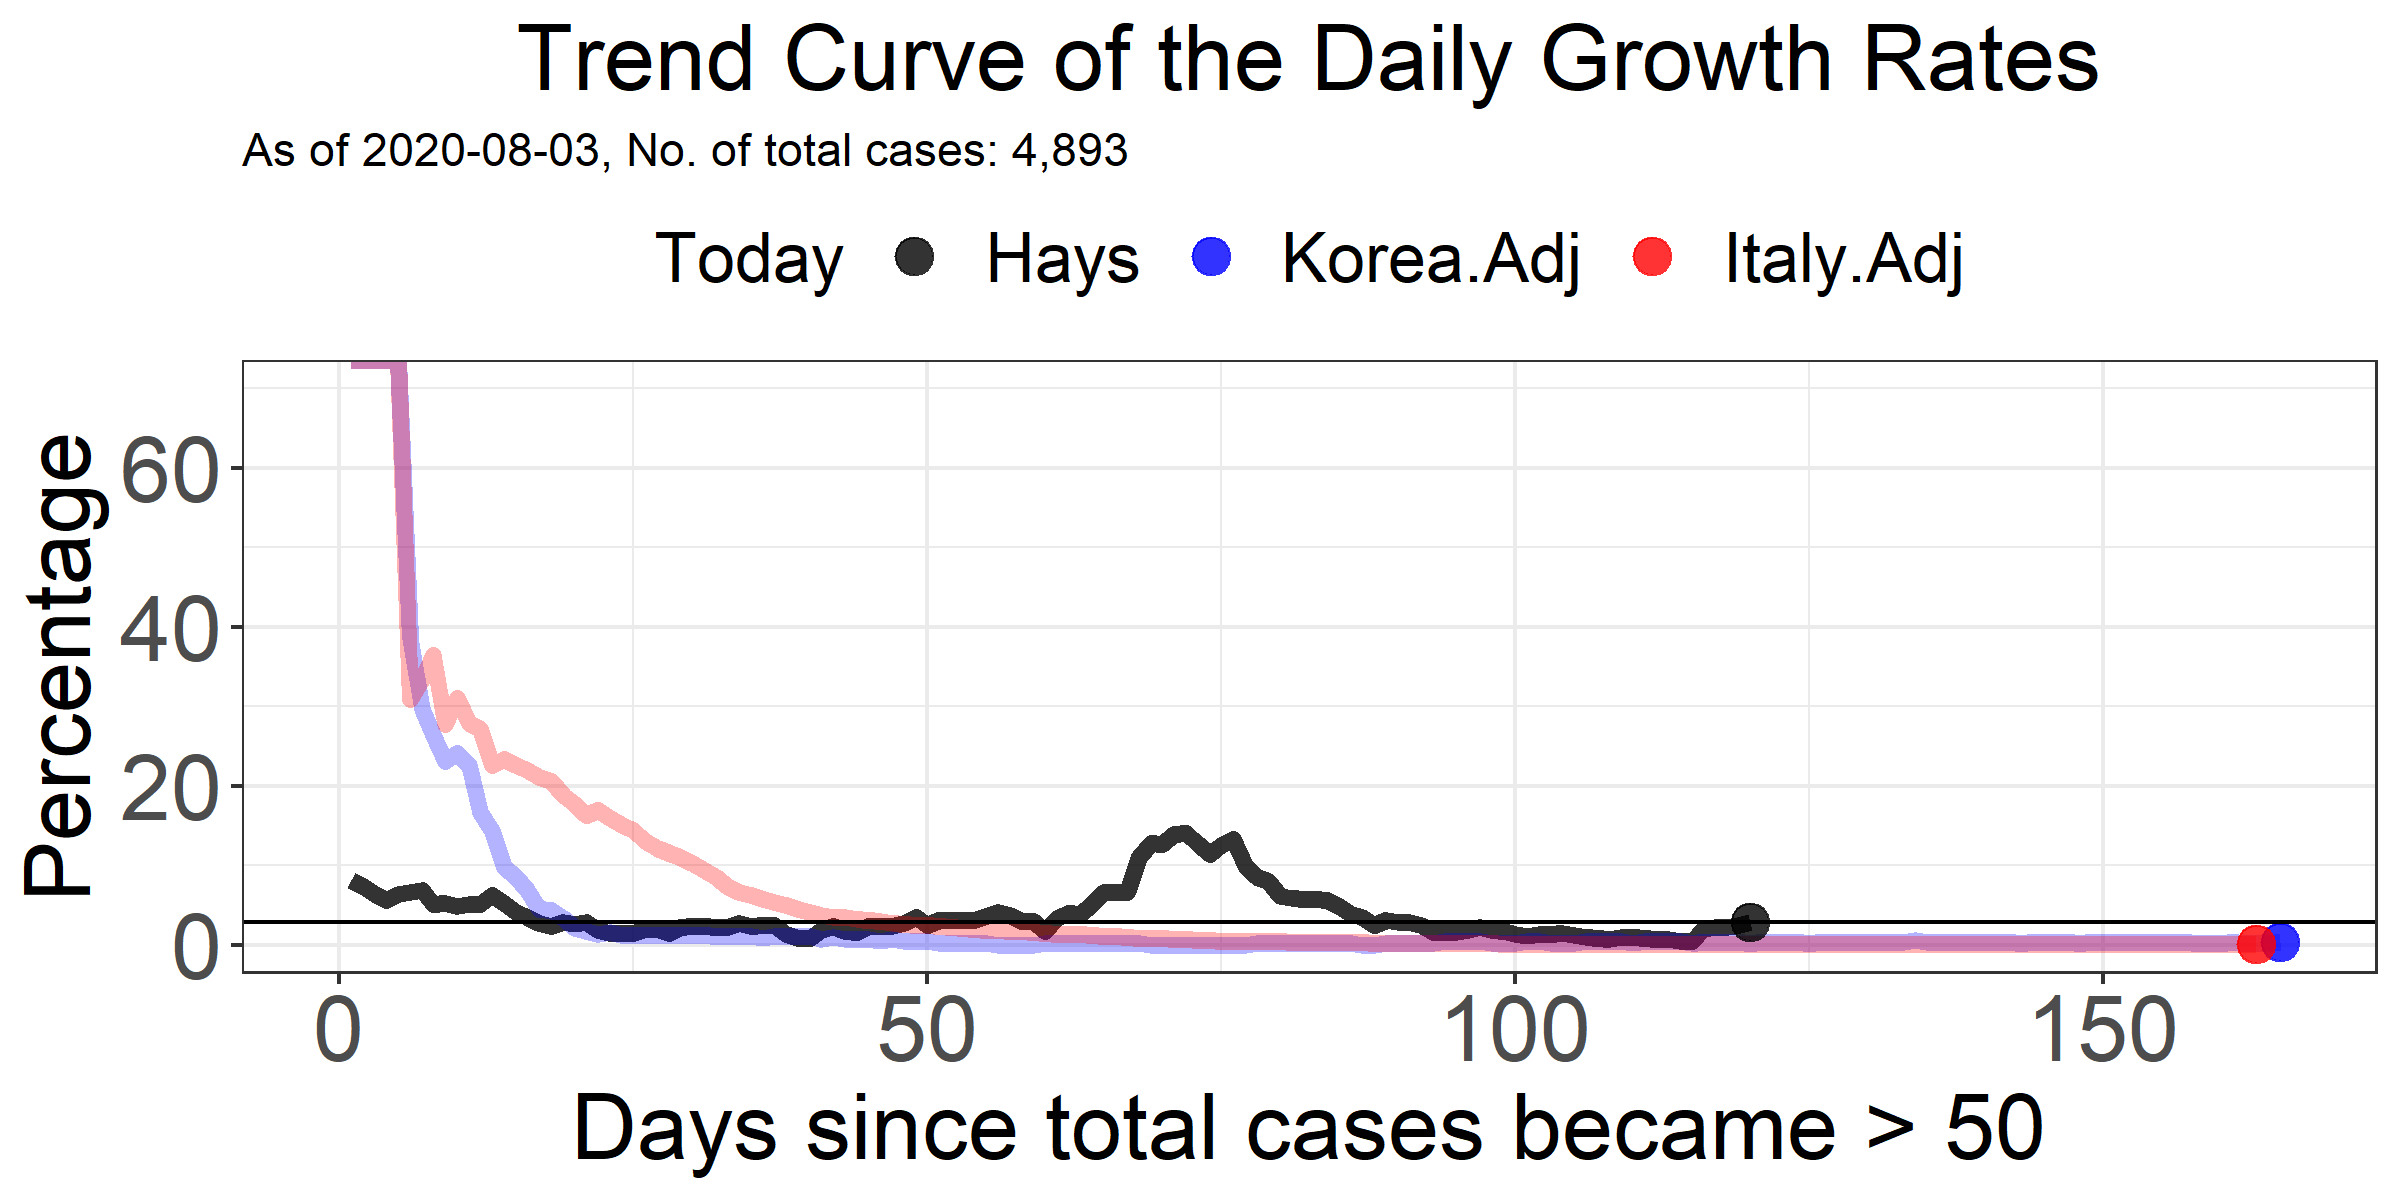 Trend Curve of the Daily Growth Rates
As of 2020-08-03, No. of total cases: 4,893
Today Hays Korea.Adj Italy.Adj
Percentage
60
40
20
0
0 50 100 150
Days since total cases became > 50